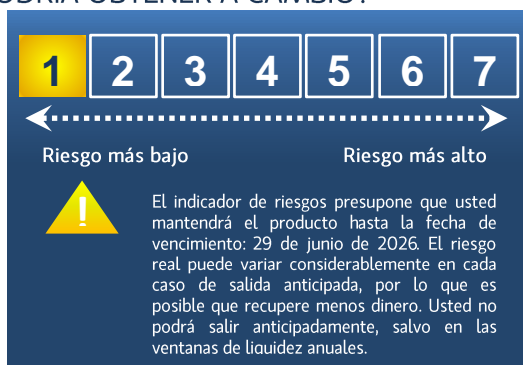 ODRÍA OBTENER A CAMBIO?
1 2 3 4 5 6 7
Riesgo más bajo Riesgo más alto
!
El indicador de riesgos presupone que usted
mantendrá el producto hasta la fecha de
vencimiento: 29 de junio de 2026. El riesgo
real puede variar considerablemente en cada
caso de salida anticipada, por lo que es
posible que recupere menos dinero. Usted no
podrá salir anticipadamente, salvo en las
ventanas de liquidez anuales.